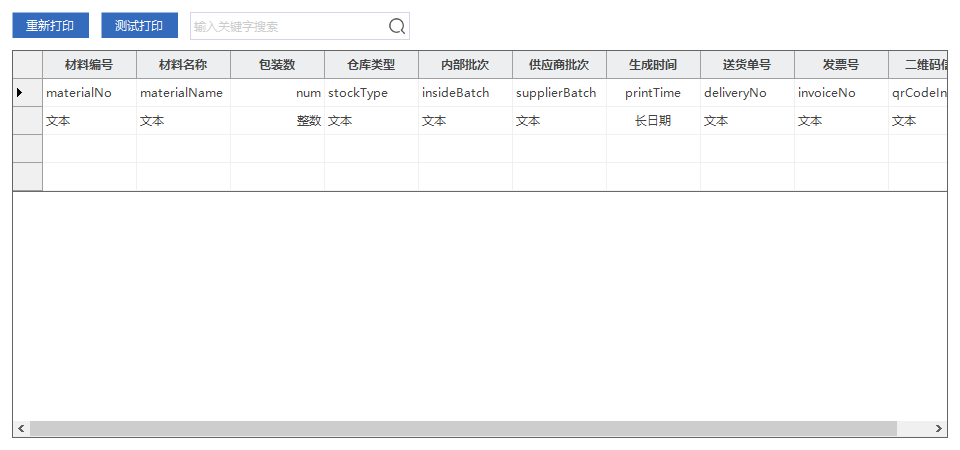 重新打印 测试打印 输入关键字搜索
材料编号 材料名称 包装数 仓库类型 内部批次 供应商批次 生成时间 送货单号 发票号 二维码信
materialNo materialName num stockType insideBatch supplierBatch printTime deliveryNo invoiceNo qrCodeIn
文本 文本 整数 文本 文本 文本 长日期 文本 文本 文本